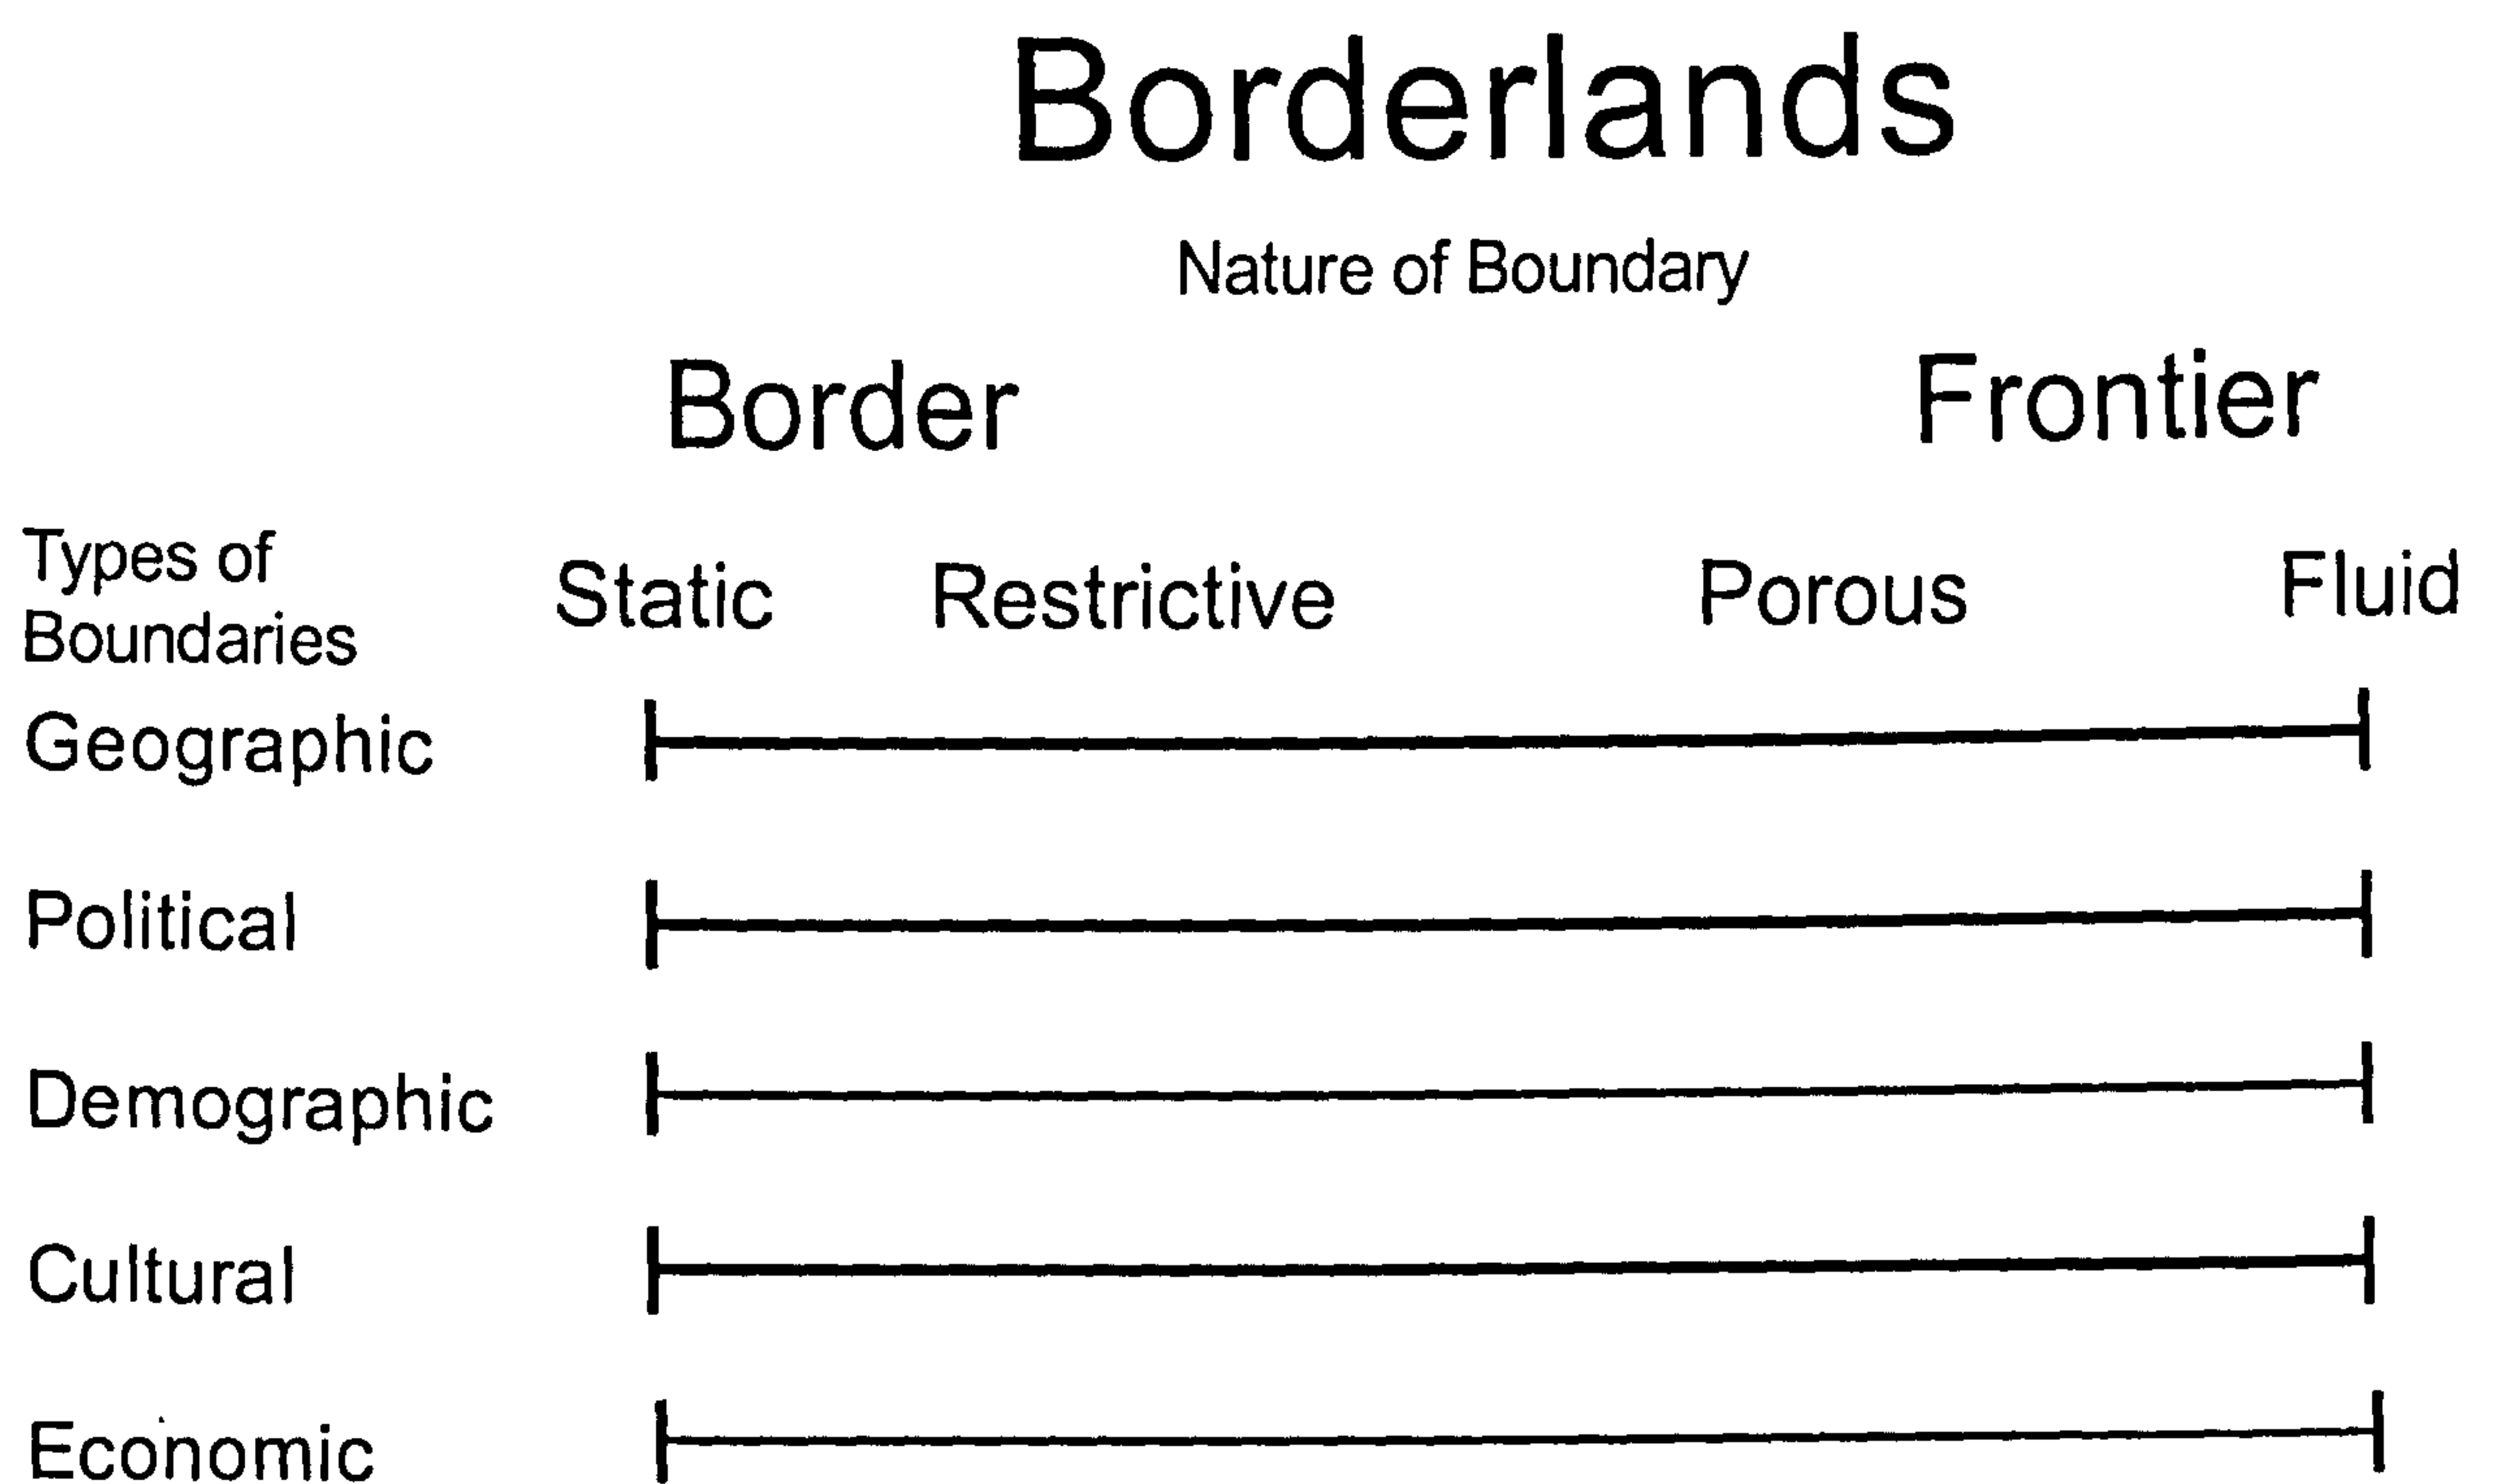 Borderlands
Nature of Boundary
Border Frontier
Types of
Boundaries
Static Restrictive Porous Fluid
Geographic
Political
Demographic
Cultural
Economic